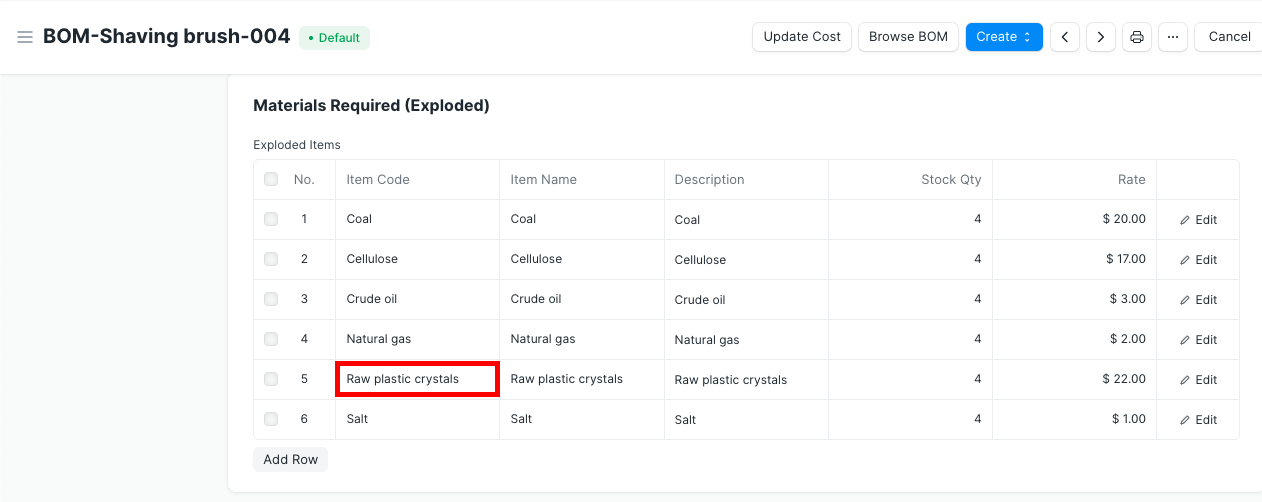 BOM-Shaving brush-004 • Default Update Cost Browse BOM Create Cancel
Materials Required (Exploded)
Exploded Items
No. Item Code Item Name Description Stock Qty Rate
1 Coal Coal Coal 4 $ 20.00 Edit
2 Cellulose Cellulose Cellulose 4 $ 17.00 Edit
3 Crude oil Crude oil Crude oil 4 $ 3.00 Edit
4 Natural gas Natural gas Natural gas 4 $ 2.00 Edit
5 Raw plastic crystals Raw plastic crystals Raw plastic crystals 4 $ 22.00 Edit
6 Salt Salt Salt 4 $ 1.00 Edit
Add Row